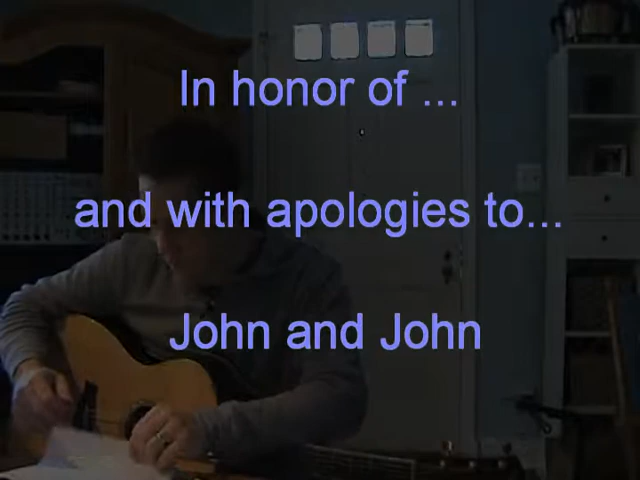 In honor of ...
and with apologies to...
John and John